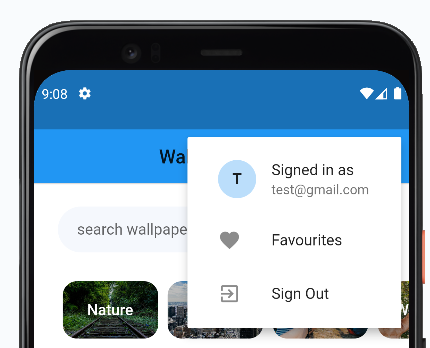 9:08
Wa
T
Signed in as
test@gmail.com
search wallpape
Favourites
Sign Out
Nature